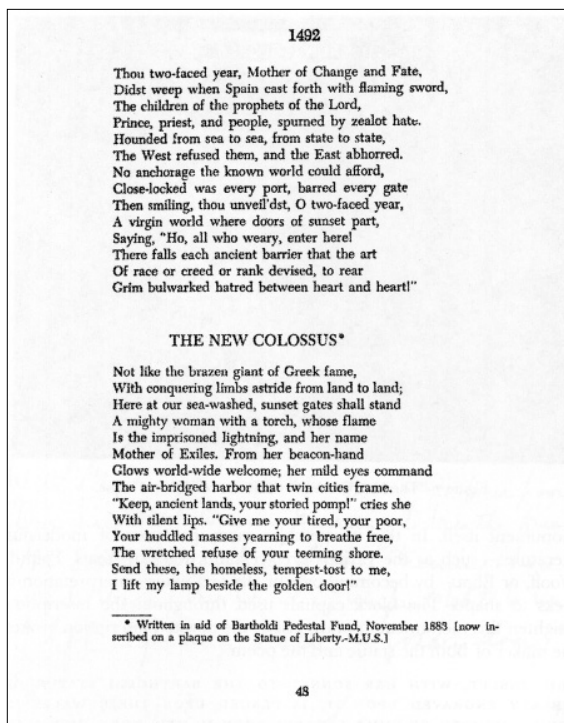 1492
Thou two-faced year, Mother of Change and Fate,
Didst weep when Spain cast forth with flaming sword,
The children of the prophets of the Lord,
Prince, priest, and people, spurned by zealot hate.
Hounded from sea to sea, from state to state,
The West refused them, and the East abhorred.
No anchorage the known world could afford,
Close-locked was every port, barred every gate
Then smiling, thou unveil'dst, O two-faced year,
A virgin world where doors of sunset part,
Saying, "Ho, all who weary, enter here!
There falls each ancient barrier that the art
Of race or creed or rank devised, to rear
Grim bulwarked hatred between heart and heart!"
THE NEW COLOSSUS*
Not like the brazen giant of Greek fame,
With conquering limbs astride from land to land;
Here at our sea-washed, sunset gates shall stand
A mighty woman with a torch, whose flame
Is the imprisoned lightning, and her name
Mother of Exiles. From her beacon-hand
Glows world-wide welcome; her mild eyes command
The air-bridged harbor that twin cities frame.
"Keep, ancient lands, your storied pomp!" cries she
With silent lips. "Give me your tired, your poor,
Your huddled masses yearning to breathe free,
The wretched refuse of your teeming shore.
Send these, the homeless, tempest-tost to me,
I lift my lamp beside the golden door!"
* Written in aid of Bartholdi Pedestal Fund, November 1883 [now in-
scribed on a plaque on the Statue of Liberty.-M.U.S.]
48